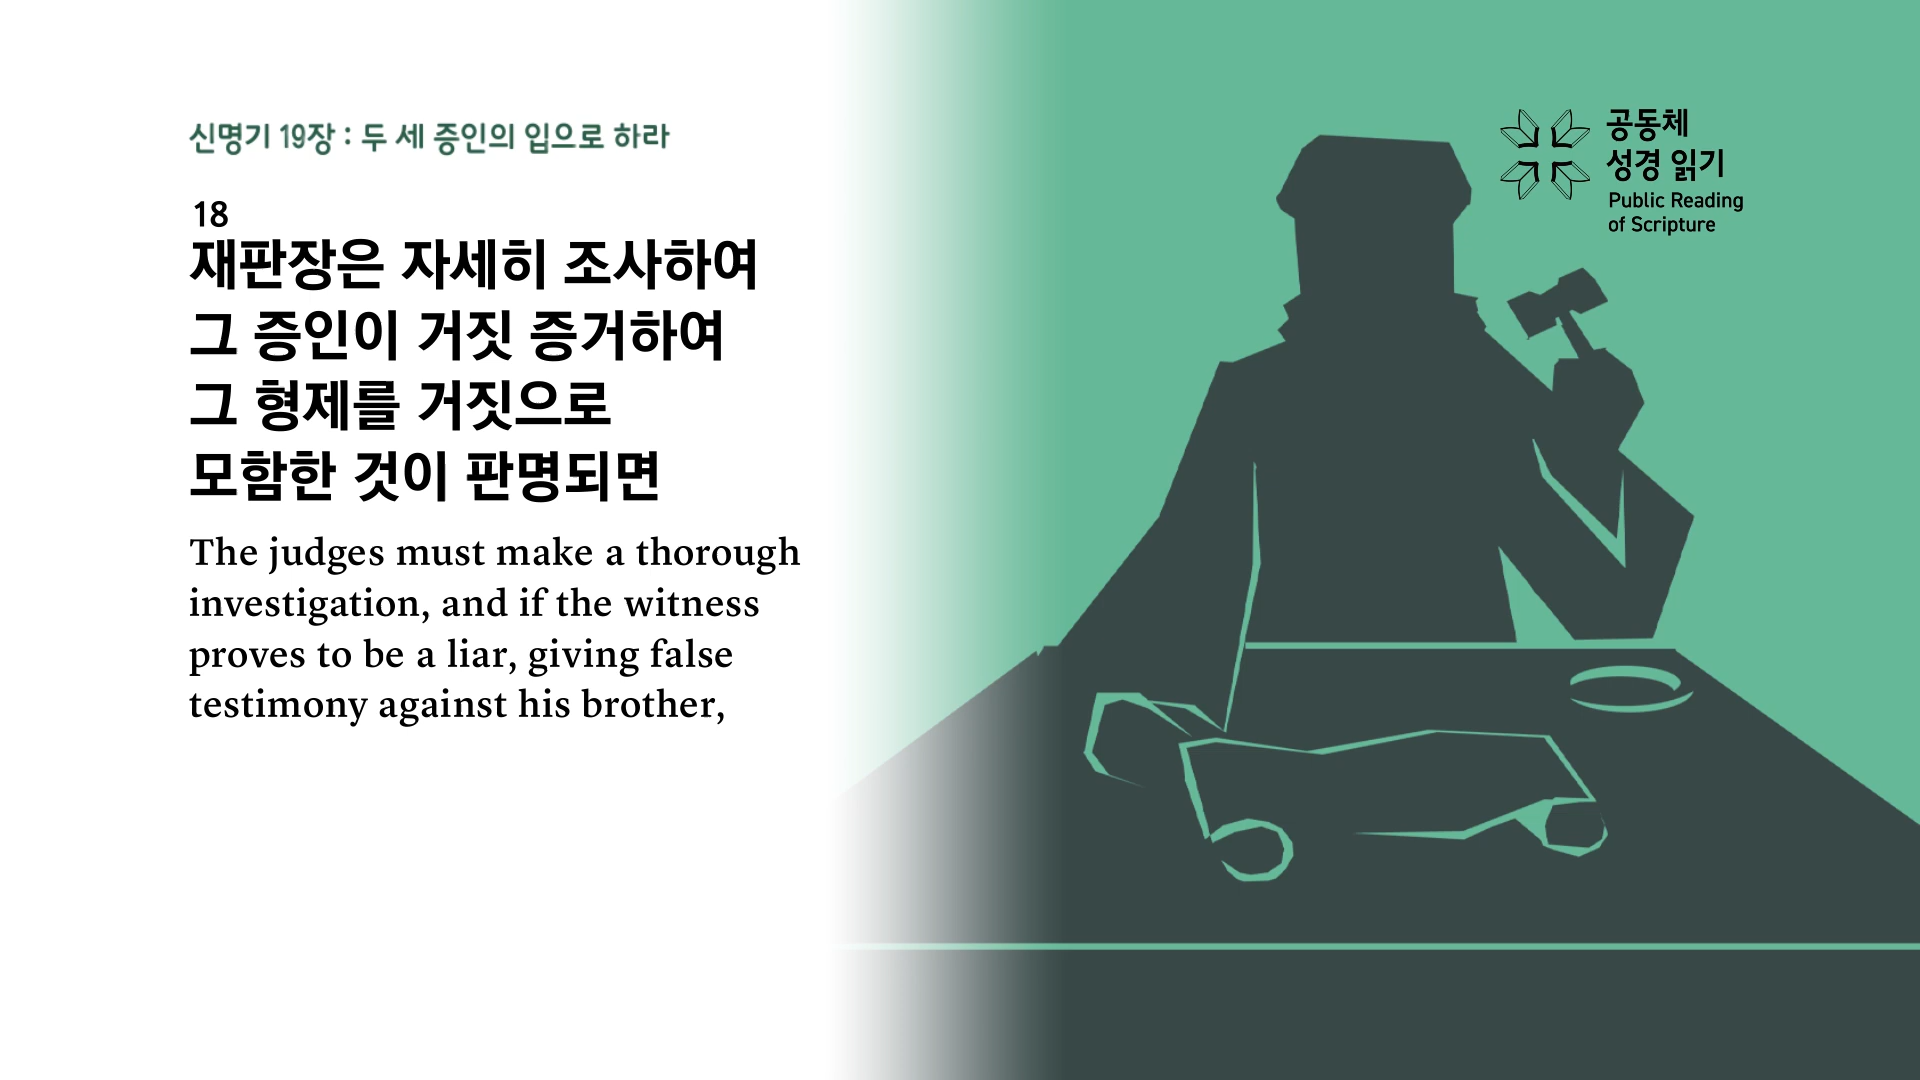 신명기 19장 : 두 세 증인의 입으로 하라
18
재판장은 자세히 조사하여
그 증인이 거짓 증거하여
그 형제를 거짓으로
모함한 것이 판명되면
The judges must make a thorough
investigation, and if the witness
proves to be a liar, giving false
testimony against his brother,
공동체
성경 읽기
Public Reading
of Scripture